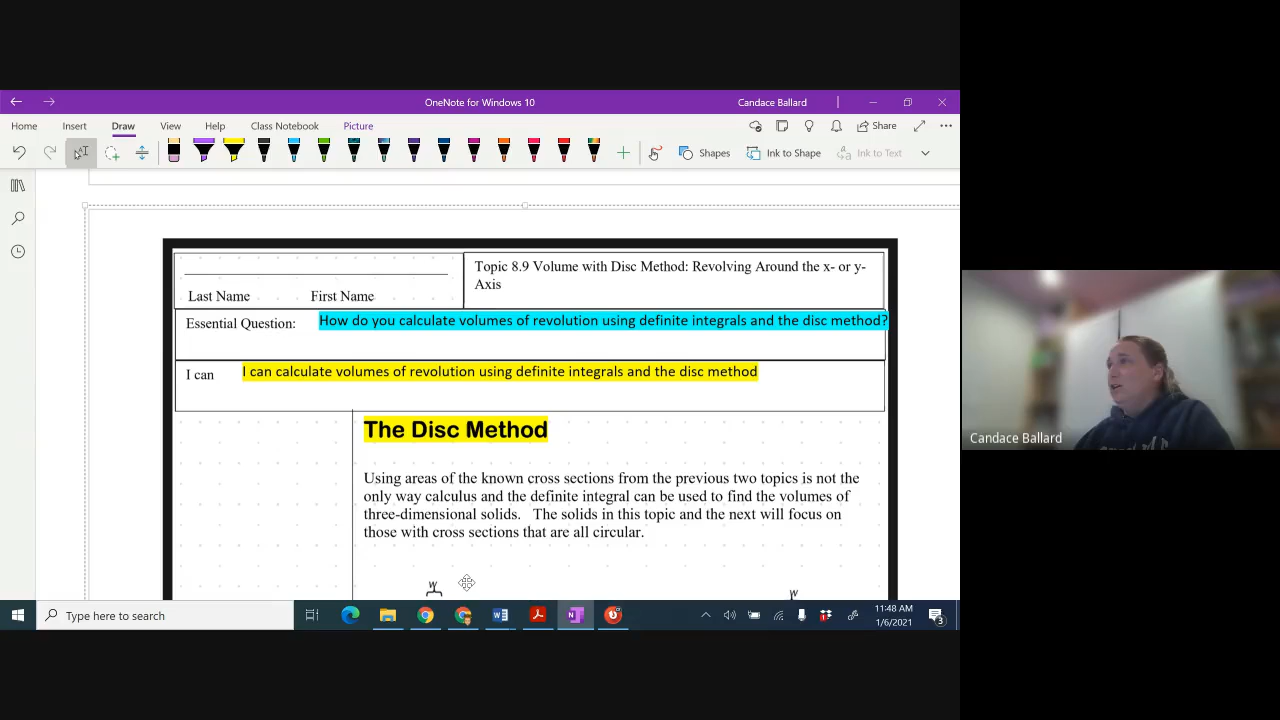 OneNote for Windows 10
Candace Ballard
Home Insert Draw View Help Class Notebook Picture
Share
Shapes Ink to Shape Ink to Text
Topic 8.9 Volume with Disc Method: Revolving Around the x- or y-
Axis
Last Name First Name
Essential Question: How do you calculate volumes of revolution using definite integrals and the disc method?
I can I can calculate volumes of revolution using definite integrals and the disc method
The Disc Method
Using areas of the known cross sections from the previous two topics is not the
only way calculus and the definite integral can be used to find the volumes of
three-dimensional solids. The solids in this topic and the next will focus on
those with cross sections that are all circular.
w
w
Candace Ballard
Type here to search
11:48 AM
1/6/2021
3